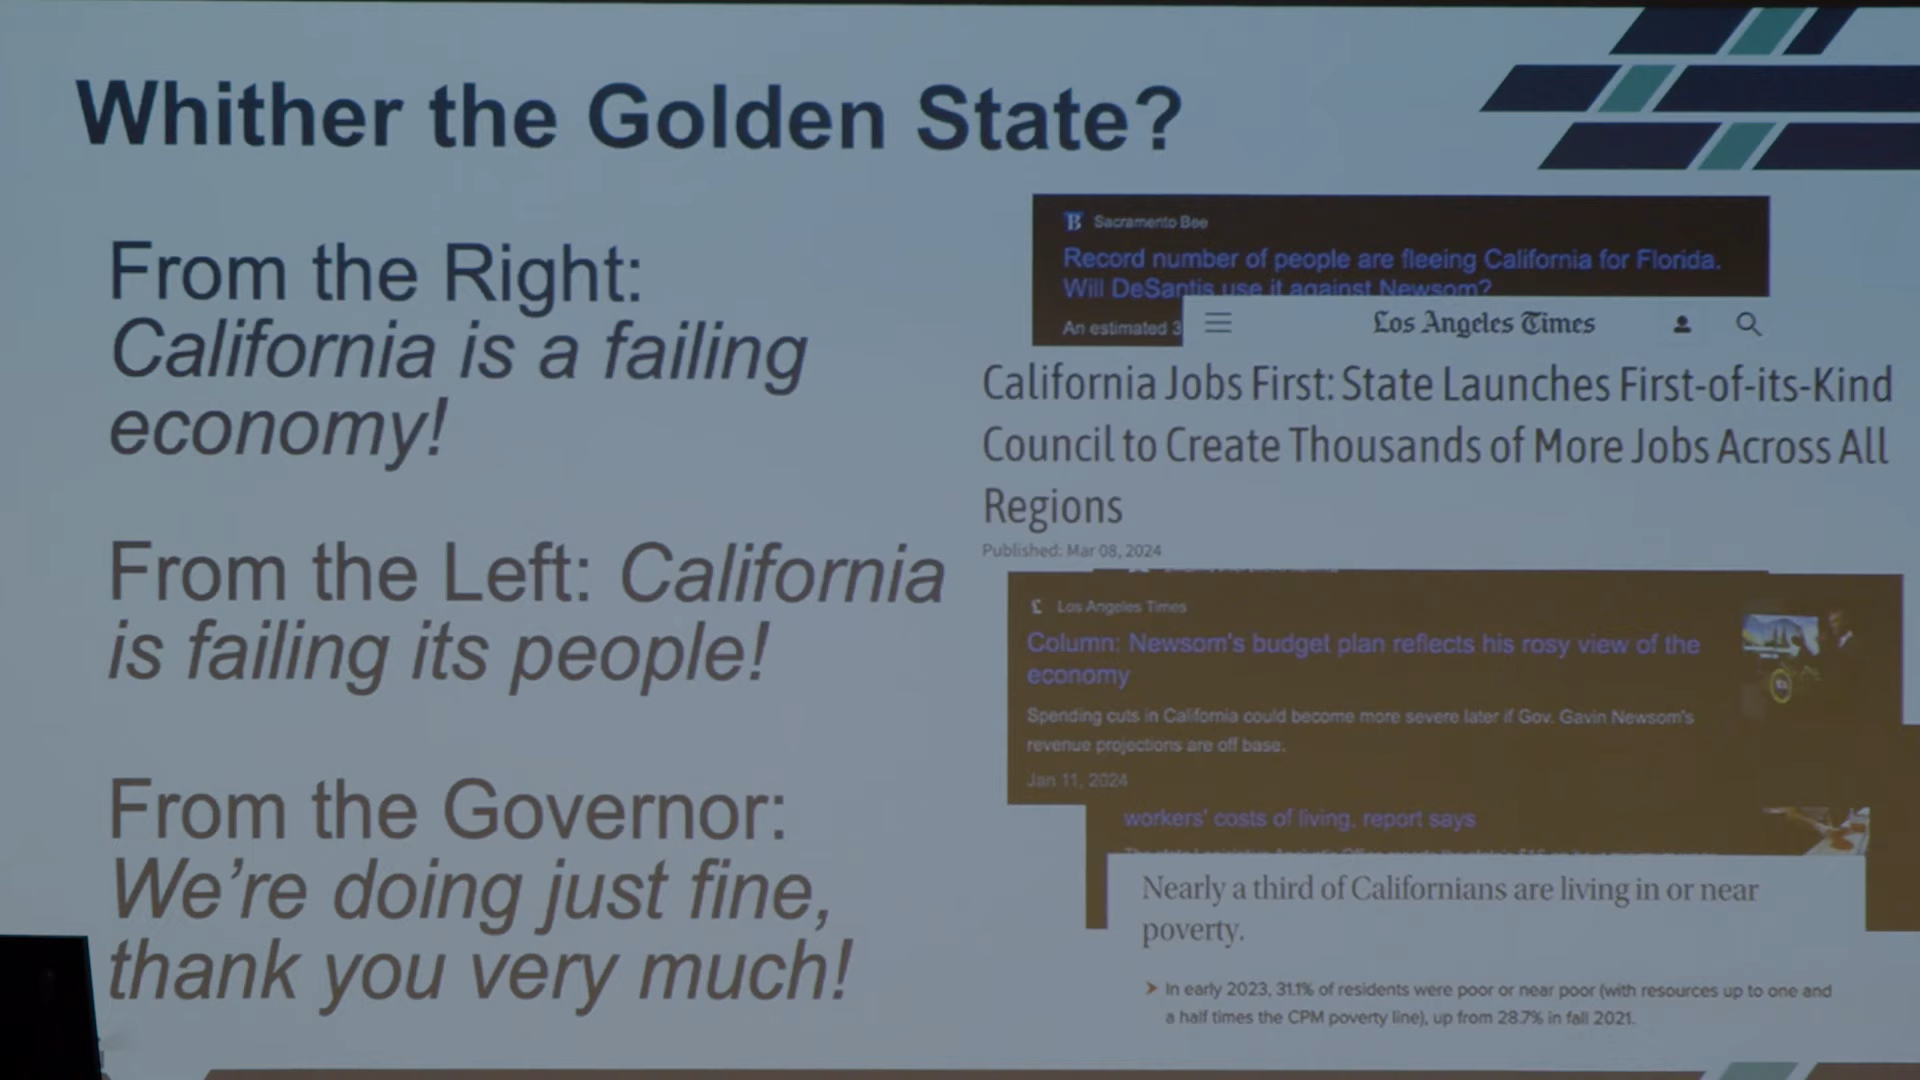 Whither the Golden State?
From the Right:
California is a failing
economy!
From the Left: California
is failing its people!
From the Governor:
We're doing just fine,
thank you very much!
B Sacramento Bee
Record number of people are fleeing California for Florida.
Will DeSantis use it against Newsom?
An estimated 3
Los Angeles Times
California Jobs First: State Launches First-of-its-Kind
Council to Create Thousands of More Jobs Across All
Regions
Published: Mar 08, 2024
Los Angeles Times
Column: Newsom's budget plan reflects his rosy view of the
economy
Spending cuts in California could become more severe later if Gov. Gavin Newsom's
revenue projections are off base.
Jan 11, 2024
workers' costs of living, report says
Nearly a third of Californians are living in or near
poverty.
In early 2023, 31.1% of residents were poor or near poor (with resources up to one and
a half times the CPM poverty line), up from 28.7% in fall 2021.